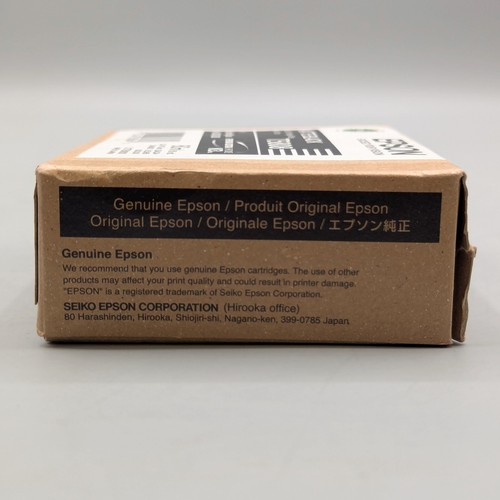 EPSON
Genuine Epson / Produit Original Epson
Original Epson / Originale Epson / エプソン純正
Genuine Epson
We recommend that you use genuine Epson cartridges. The use of other
products may affect your print quality and could result in printer damage.
"EPSON" is a registered trademark of Seiko Epson Corporation.
SEIKO EPSON CORPORATION (Hirooka office)
80 Harashinden, Hirooka, Shiojiri-shi, Nagano-ken, 399-0785 Japan.